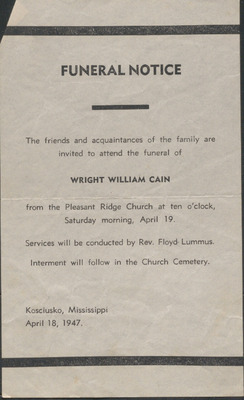 FUNERAL NOTICE
The friends and acquaintances of the family are
invited to attend the funeral of
WRIGHT WILLIAM CAIN
from the Pleasant Ridge Church at ten o'clock,
Saturday morning, April 19.
Services will be conducted by Rev. Floyd Lummus.
Interment will follow in the Church Cemetery.
Kosciusko, Mississippi
April 18, 1947.